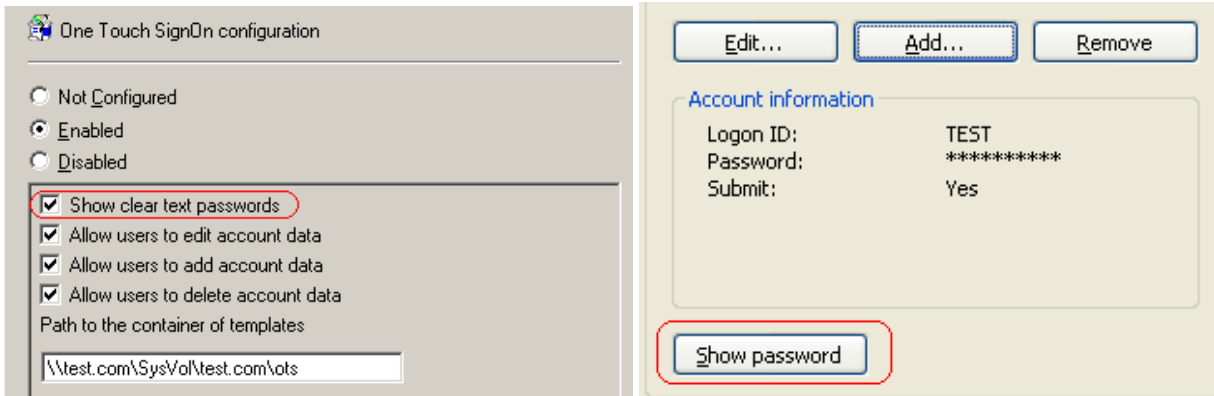 One Touch SignOn configuration
Not Configured
Enabled
Disabled
Show clear text passwords
Allow users to edit account data
Allow users to add account data
Allow users to delete account data
Path to the container of templates
\\test.com\SysVol\test.com\ots
Edit... Add... Remove
Account information
Logon ID: TEST
Password: **********
Submit: Yes
Show password